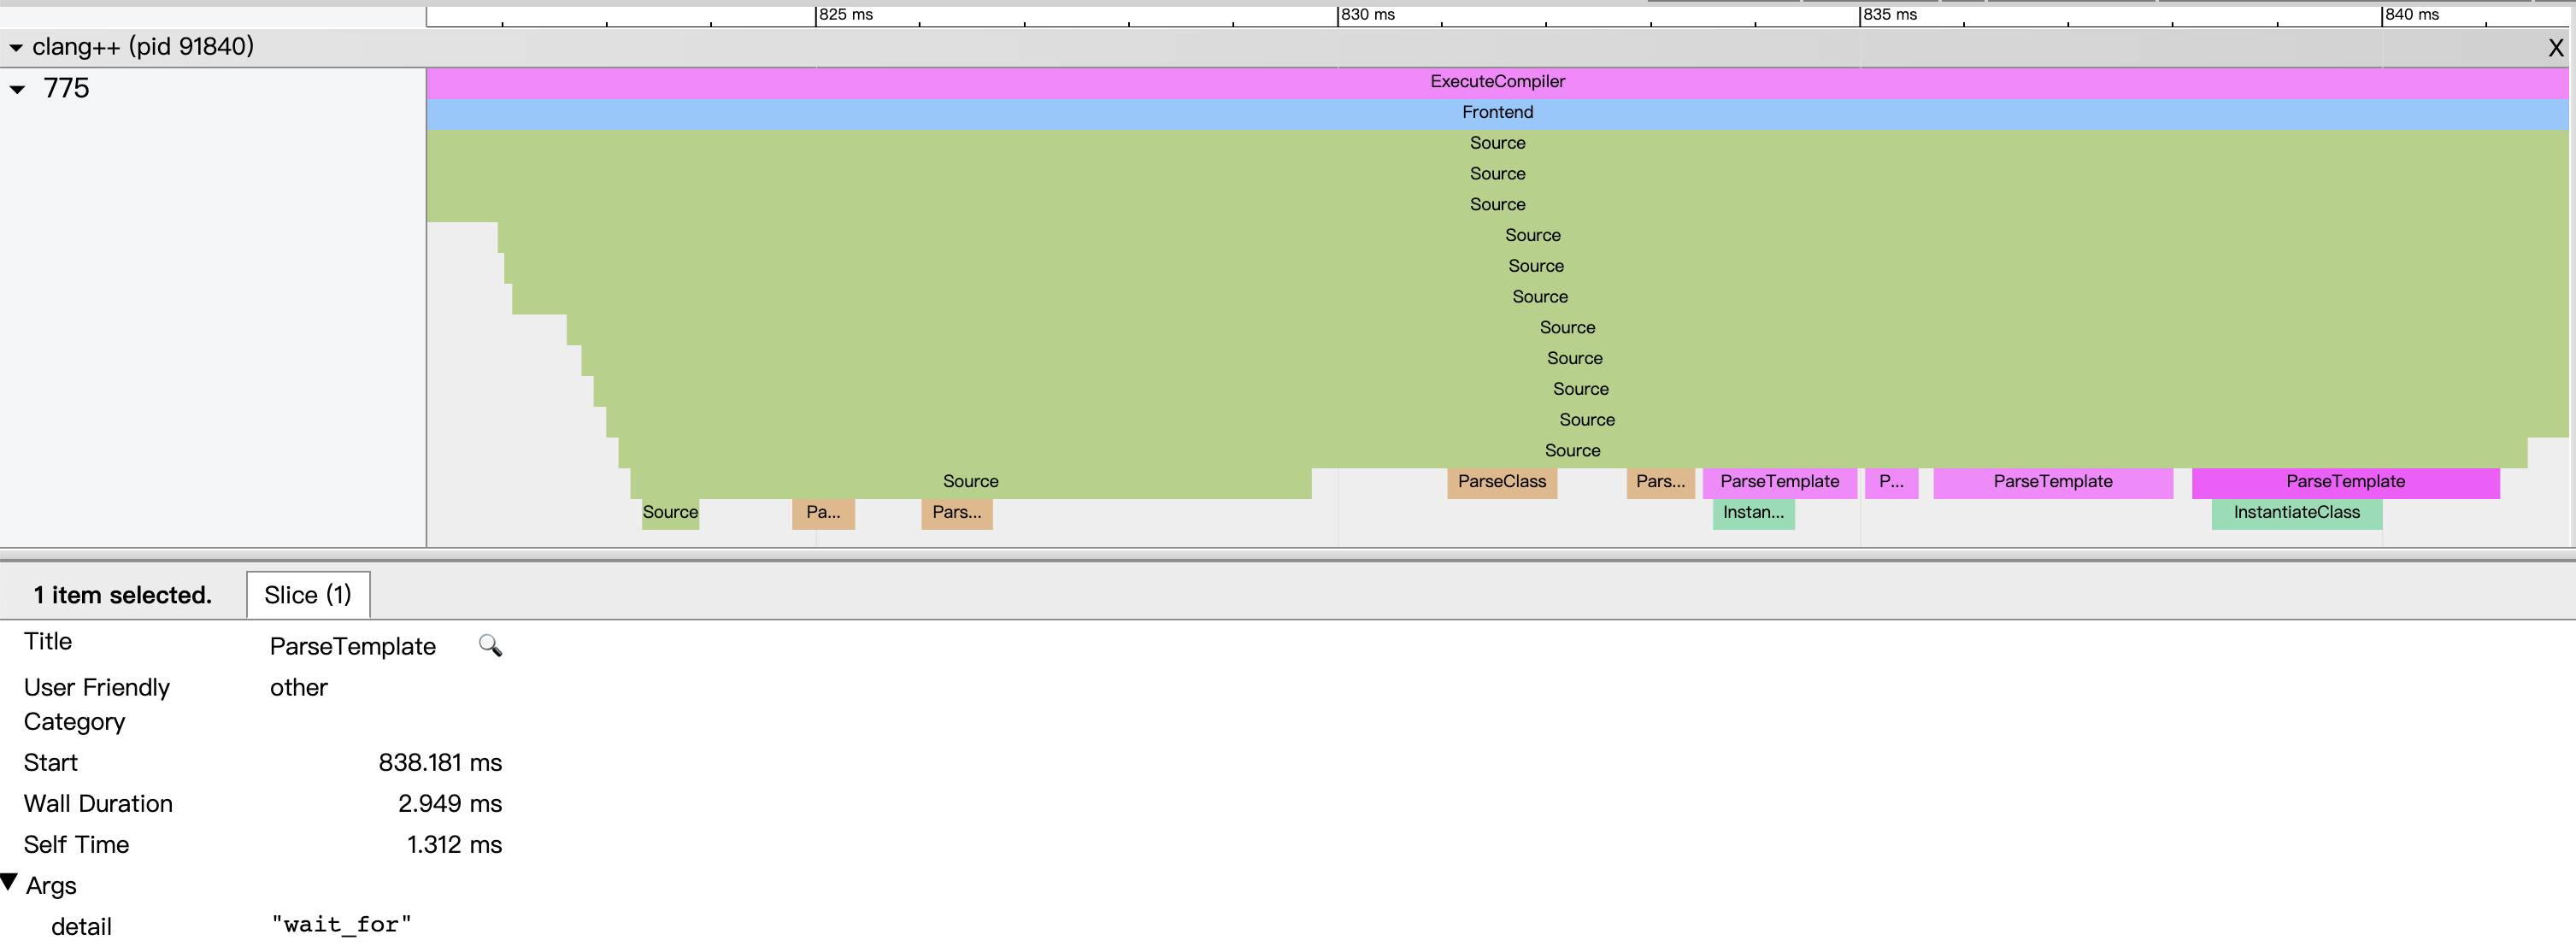 825 ms 830 ms 835 ms 840 ms
clang++ (pid 91840) X
775
ExecuteCompiler
Frontend
Source
Source
Source
Source
Source
Source
Source
Source
Source
Source
Source
Source ParseClass Pars... ParseTemplate P... ParseTemplate ParseTemplate
Source Pa... Pars... Instan... InstantiateClass
1 item selected. Slice (1)
Title ParseTemplate
User Friendly other
Category
Start 838.181 ms
Wall Duration 2.949 ms
Self Time 1.312 ms
Args
detail "wait_for"